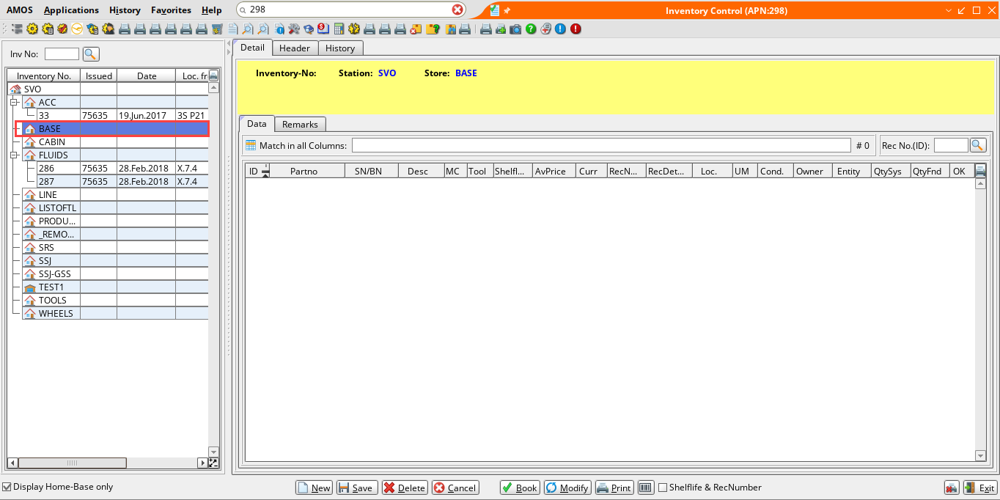 AMOS Applications History Favorites Help 298 Inventory Control (APN:298)
Inv No:
Inventory No. Issued Date Loc. fr
SVO
ACC
33 75635 19.Jun.2017 3S P21
BASE
CABIN
FLUIDS
286 75635 28.Feb.2018 X.7.4
287 75635 28.Feb.2018 X.7.4
LINE
LISTOFTL
PRODU...
_REMO...
SRS
SSJ
SSJ-GSS
TEST1
TOOLS
WHEELS
Detail Header History
Inventory-No: Station: SVO Store: BASE
Data Remarks
Match in all Columns: # 0 Rec No.(ID):
ID Partno SN/BN Desc MC Tool Shelfl... AvPrice Curr RecN... RecDet... Loc. UM Cond. Owner Entity QtySys QtyFnd OK
Display Home-Base only New Save Delete Cancel Book Modify Print Shelflife & RecNumber Exit